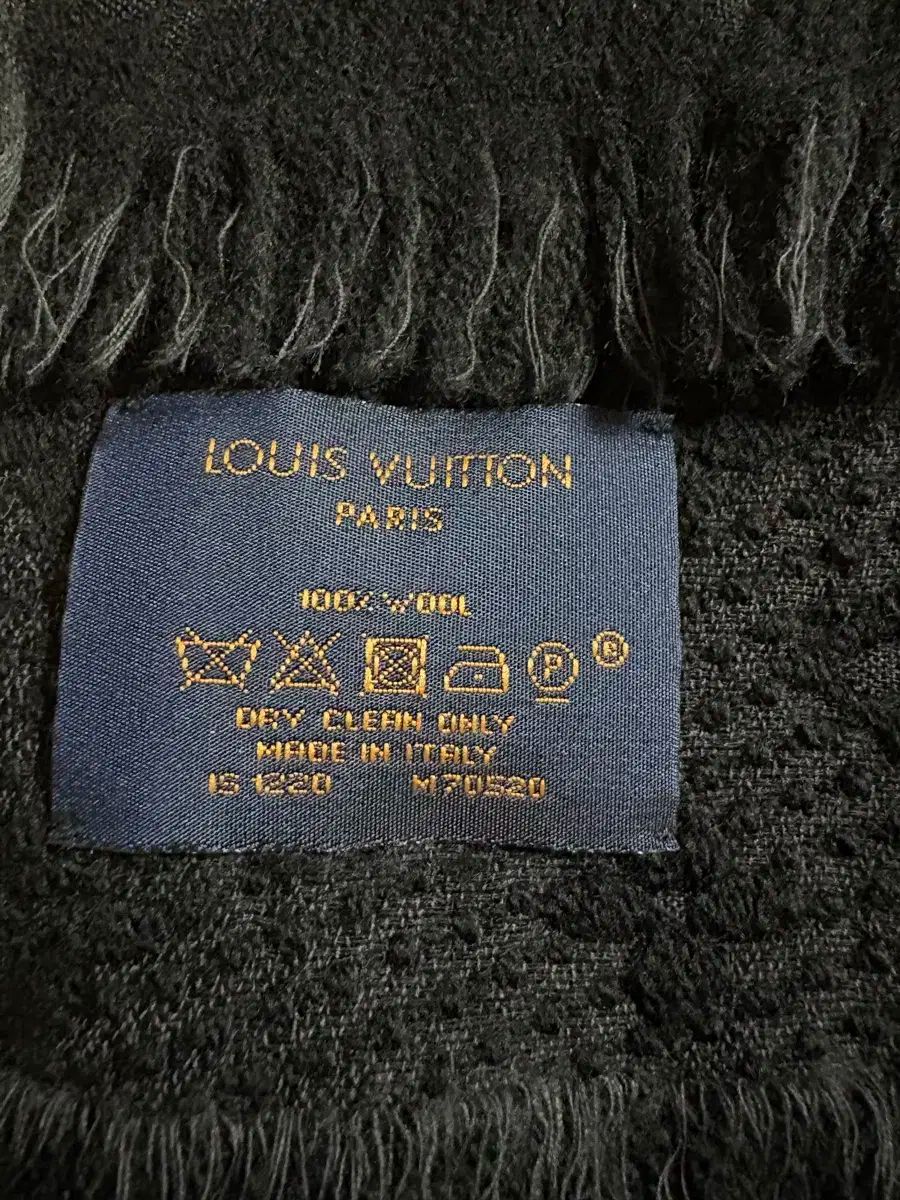 LOUIS VUITTON
PARIS
100% WOOL
P ®
DRY CLEAN ONLY
MADE IN ITALY
IS 1220 M70520